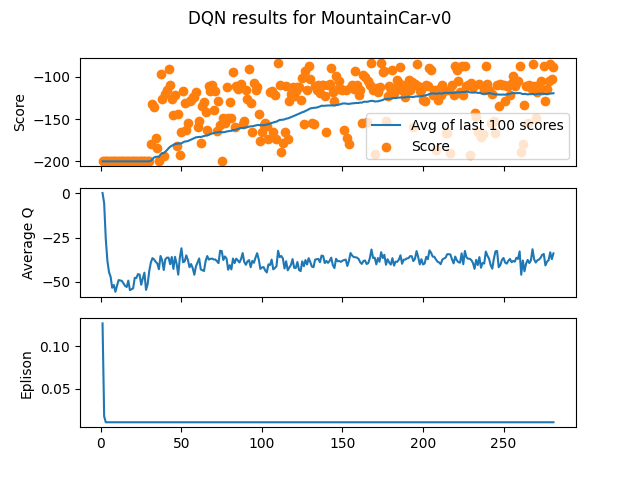 DQN results for MountainCar-v0
−100
−150
−200
Score
Avg of last 100 scores
Score
0
−25
−50
Average Q
0.10
0.05
Eplison
0 50 100 150 200 250